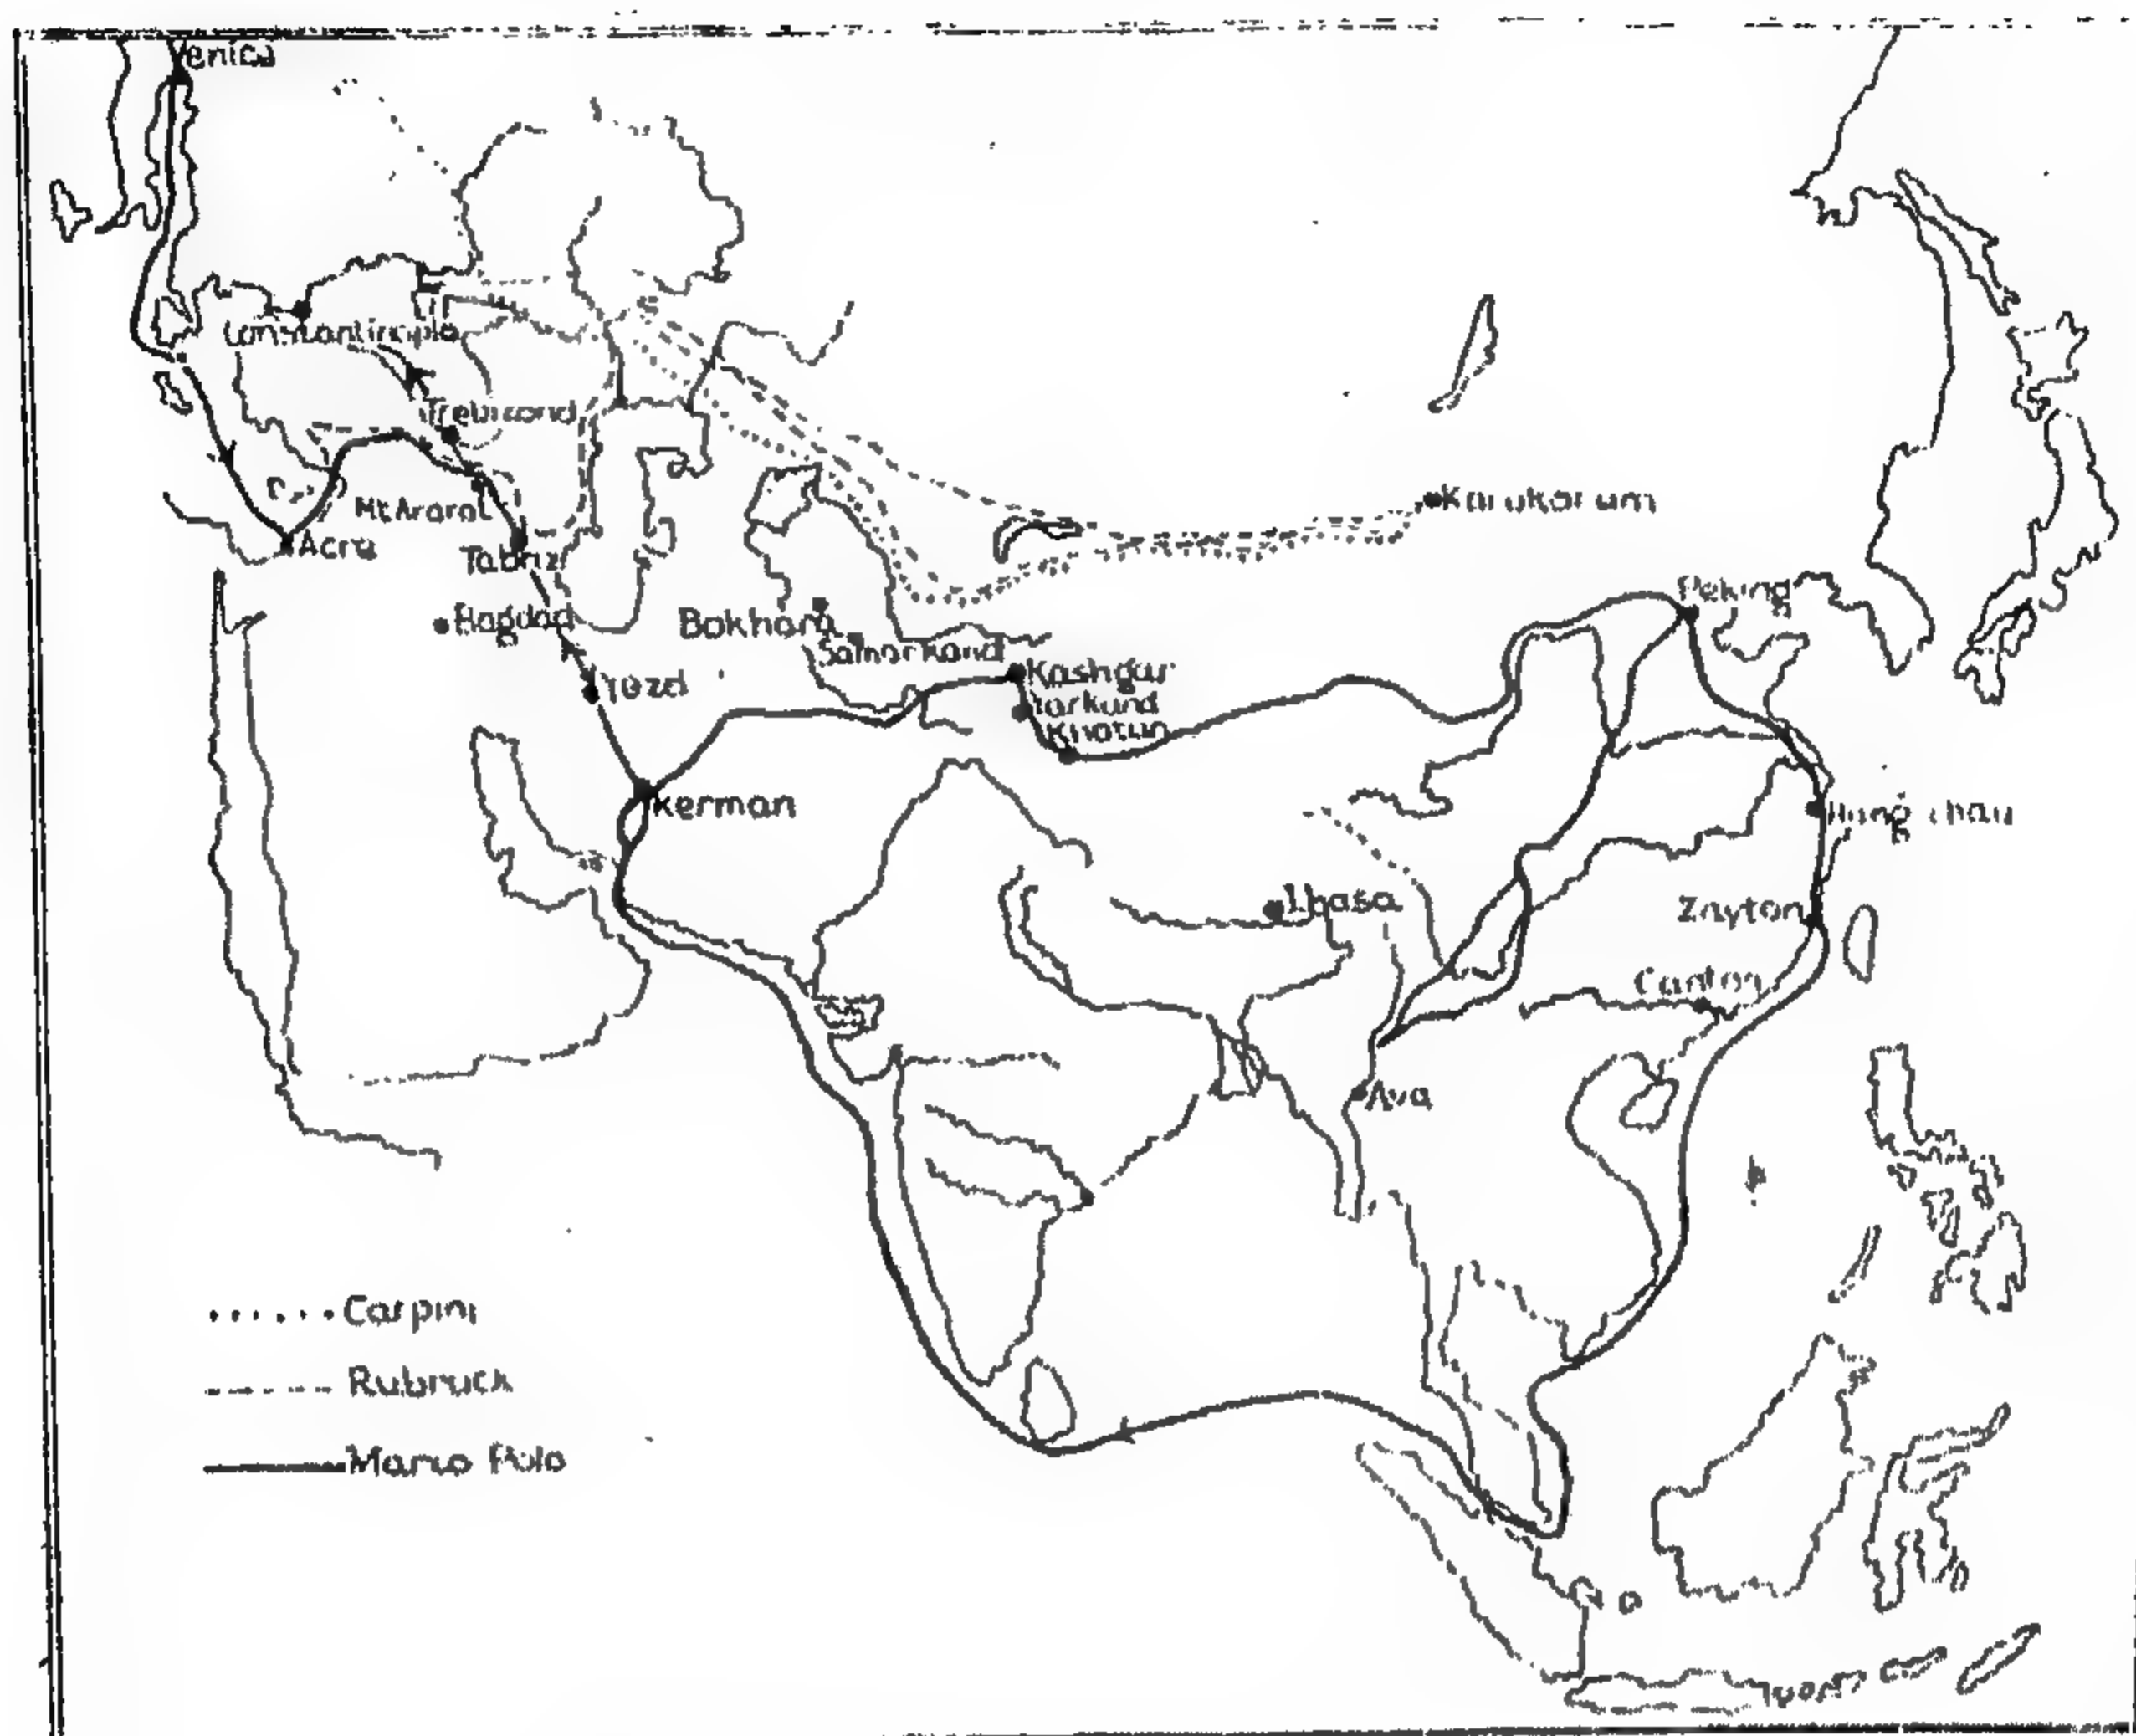 Venice
Constantinople
Trebizond
Mt Ararat
Acre
Tabriz
Karakorum
Peking
Bagdad
Bokhara
Samarkand
Yezd
Kashgar
Yarkand
Khotan
Kerman
Hangchau
Lhasa
Zayton
Canton
Ava
Carpini
Rubruck
Marco Polo